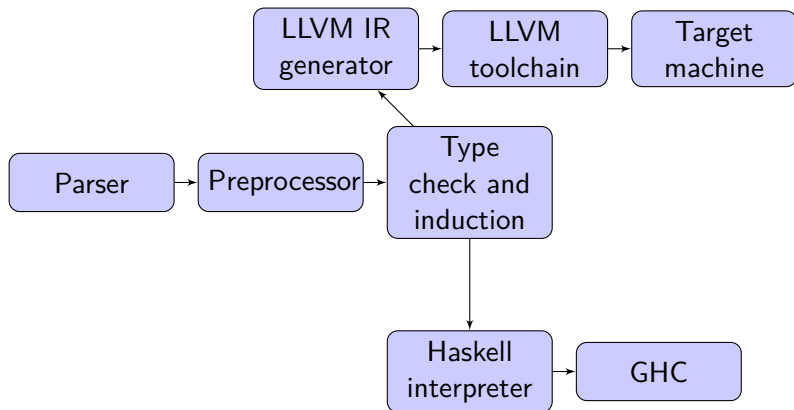 LLVM IR
generator
LLVM
toolchain
Target
machine
Parser
Preprocessor
Type
check and
induction
Haskell
interpreter
GHC